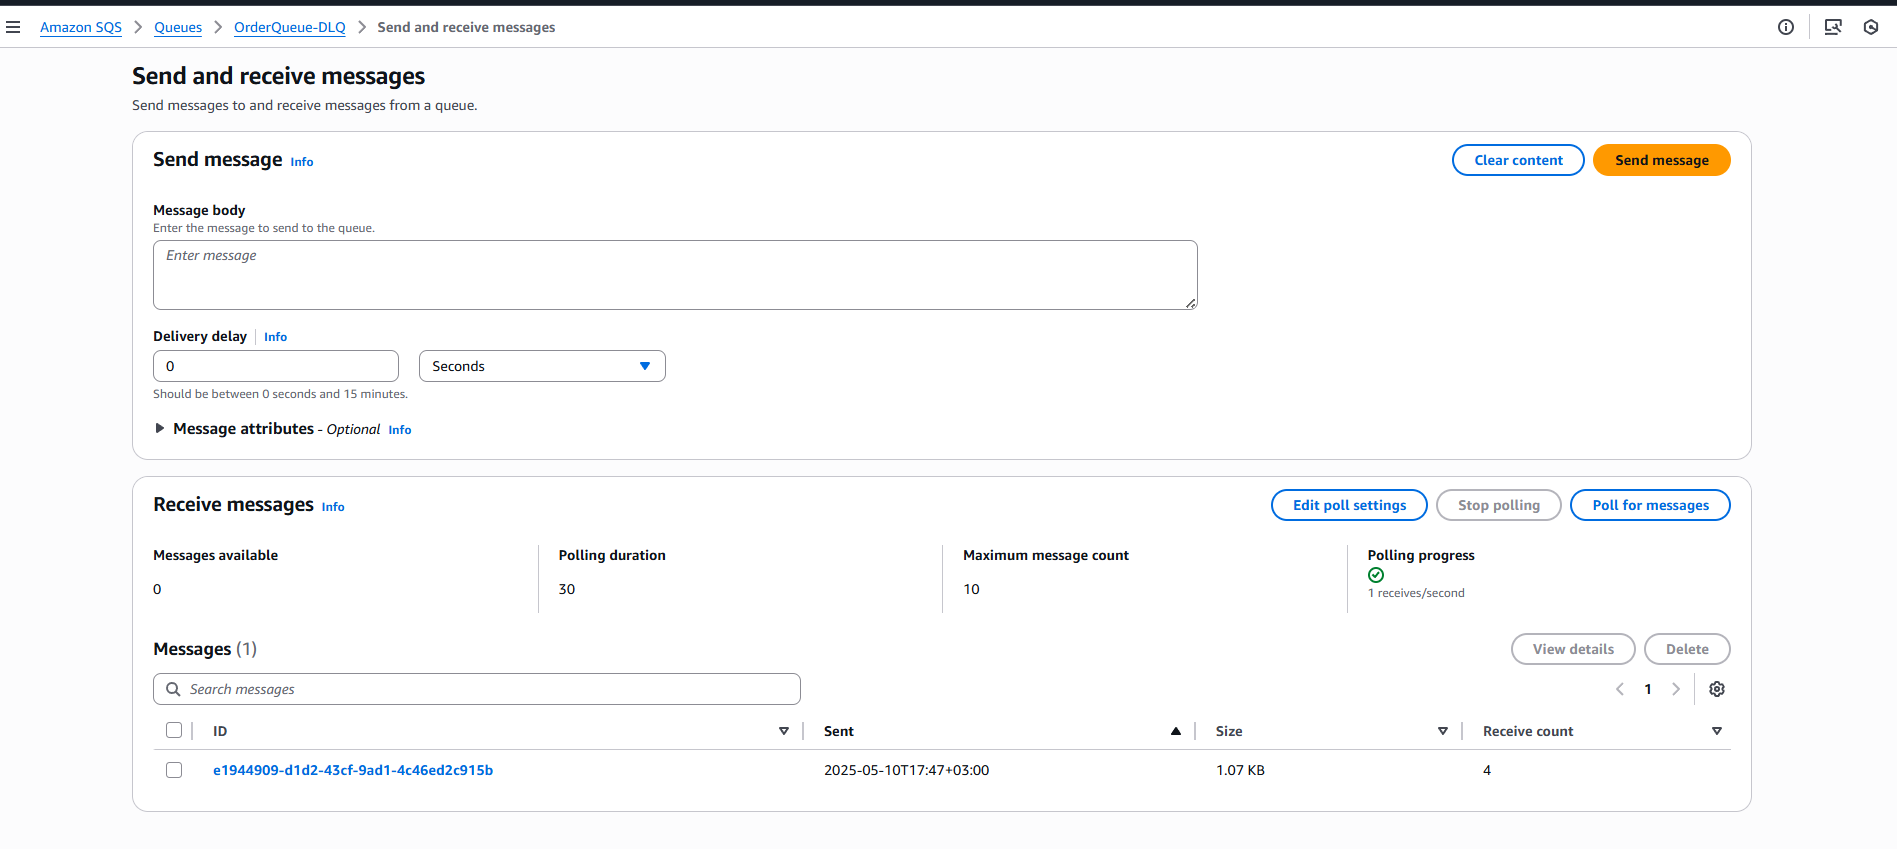 Amazon SQS > Queues > OrderQueue-DLQ > Send and receive messages
Send and receive messages
Send messages to and receive messages from a queue.
Send message Info
Clear content Send message
Message body
Enter the message to send to the queue.
Enter message
Delivery delay Info
0 Seconds
Should be between 0 seconds and 15 minutes.
Message attributes - Optional Info
Receive messages Info
Edit poll settings Stop polling Poll for messages
Messages available Polling duration Maximum message count Polling progress
0 30 10
1 receives/second
Messages (1)
View details Delete
Search messages
1
ID Sent Size Receive count
e1944909-d1d2-43cf-9ad1-4c46ed2c915b 2025-05-10T17:47+03:00 1.07 KB 4